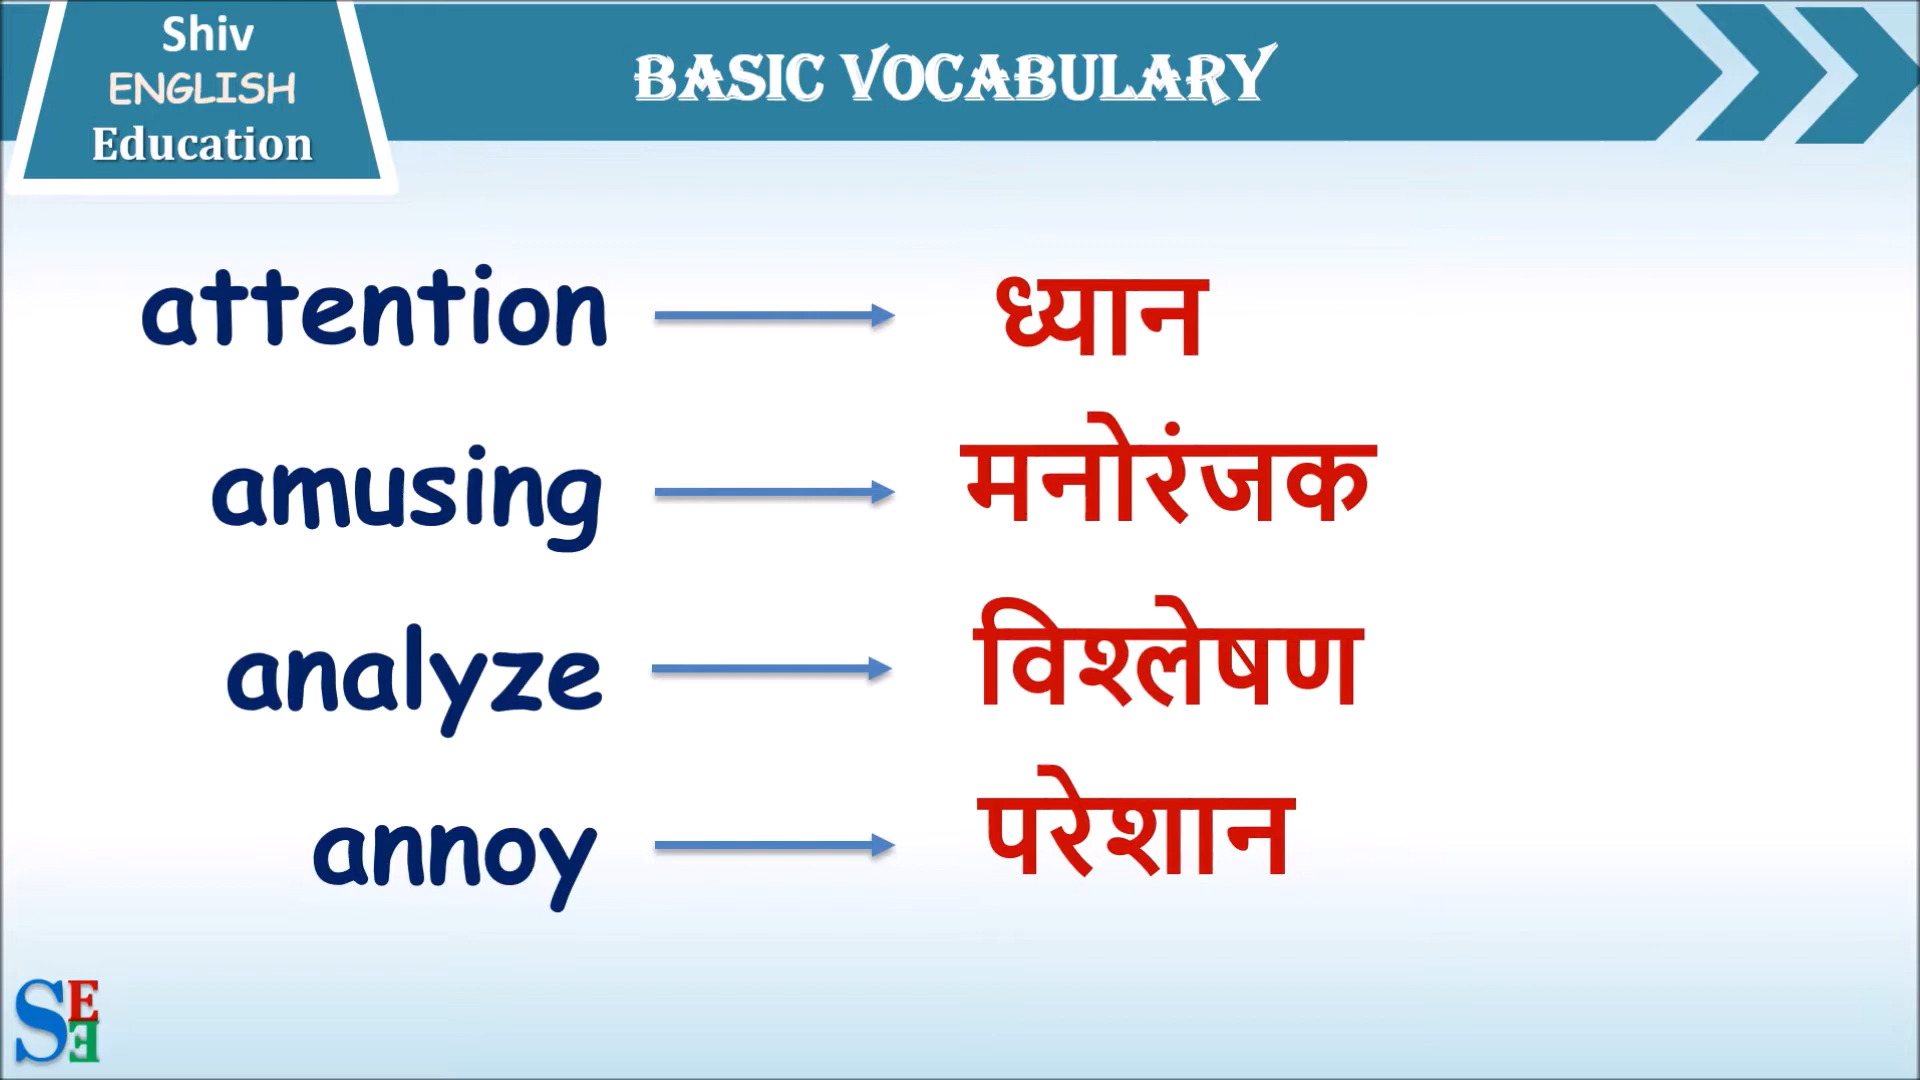 Shiv
ENGLISH
Education
BASIC VOCABULARY
attention ध्यान
amusing मनोरंजक
analyze विश्लेषण
annoy परेशान
SEE